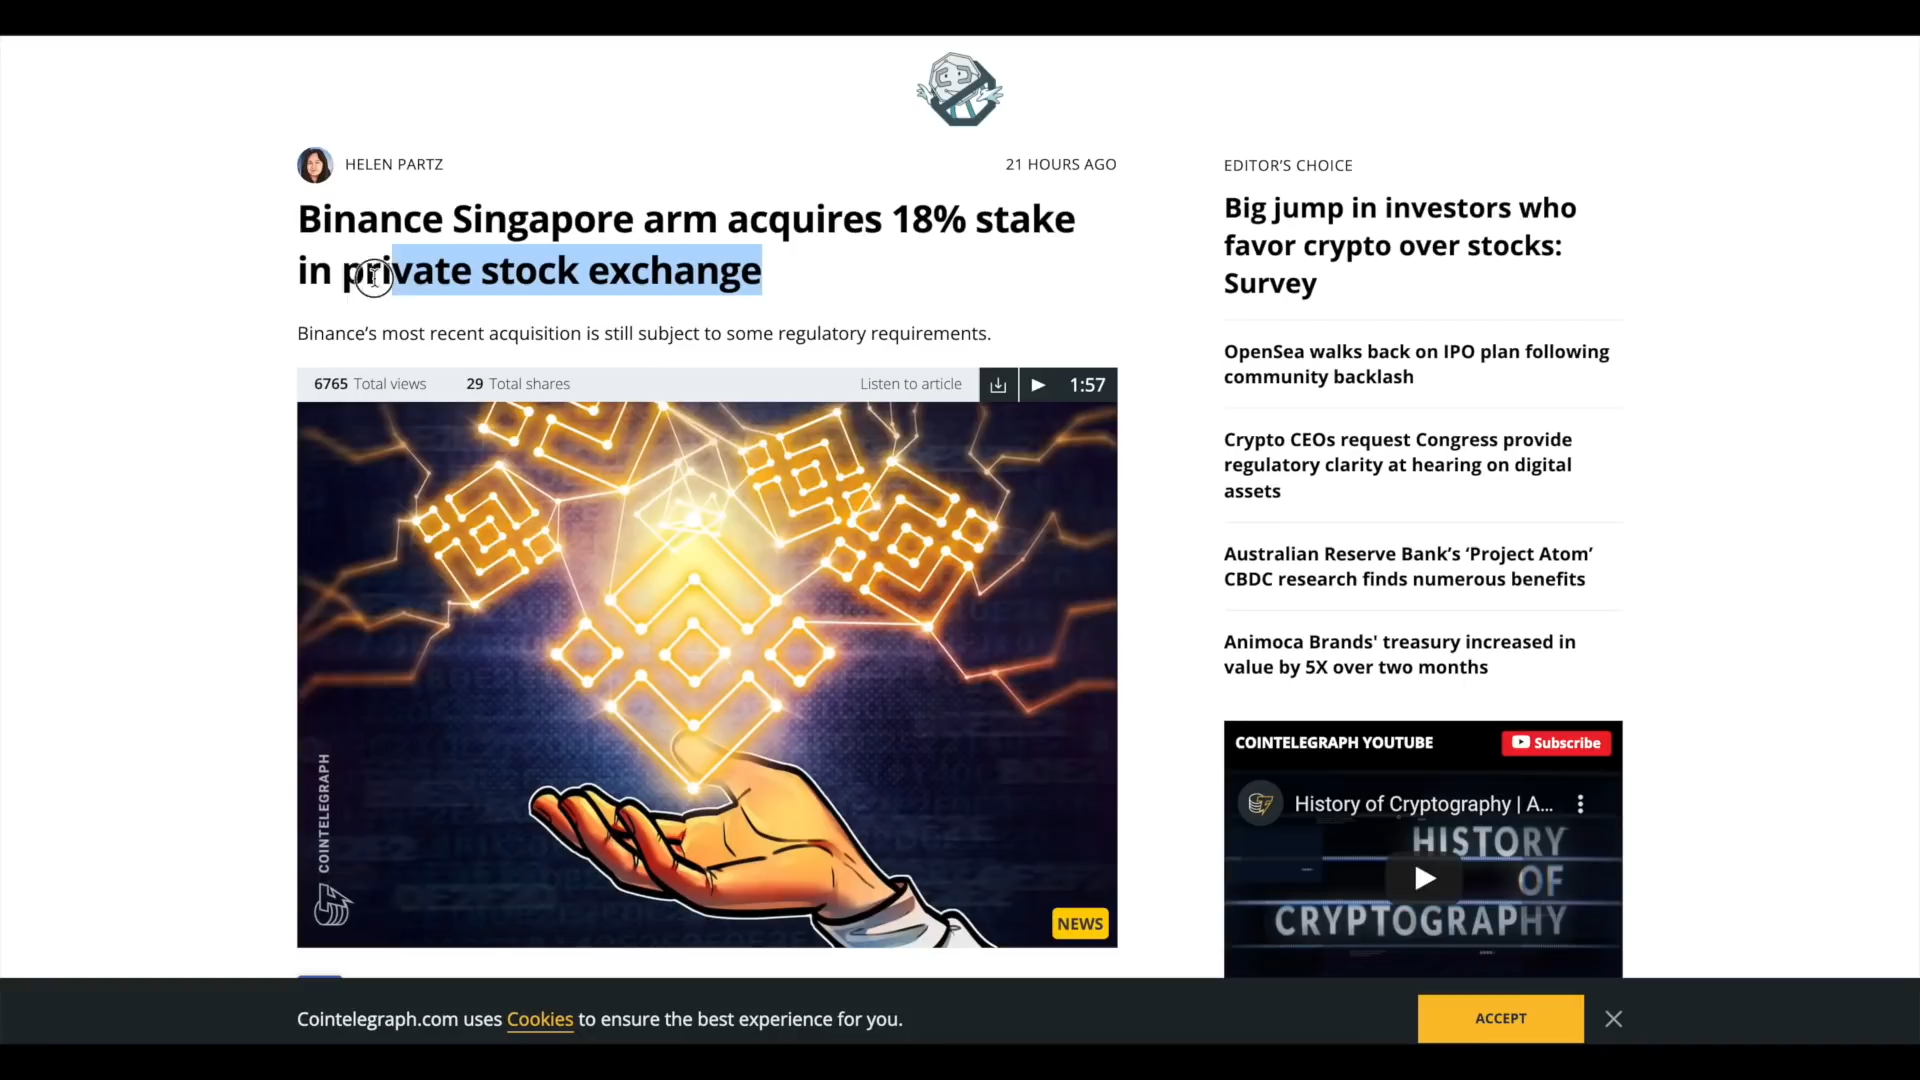 HELEN PARTZ
21 HOURS AGO
Binance Singapore arm acquires 18% stake
in private stock exchange
Binance’s most recent acquisition is still subject to some regulatory requirements.
6765 Total views
29 Total shares
Listen to article
1:57
COINTELEGRAPH
NEWS
EDITOR’S CHOICE
Big jump in investors who
favor crypto over stocks:
Survey
OpenSea walks back on IPO plan following
community backlash
Crypto CEOs request Congress provide
regulatory clarity at hearing on digital
assets
Australian Reserve Bank’s ‘Project Atom’
CBDC research finds numerous benefits
Animoca Brands' treasury increased in
value by 5X over two months
COINTELEGRAPH YOUTUBE
Subscribe
History of Cryptography | A...
HISTORY
OF
CRYPTOGRAPHY
Cointelegraph.com uses Cookies to ensure the best experience for you.
ACCEPT